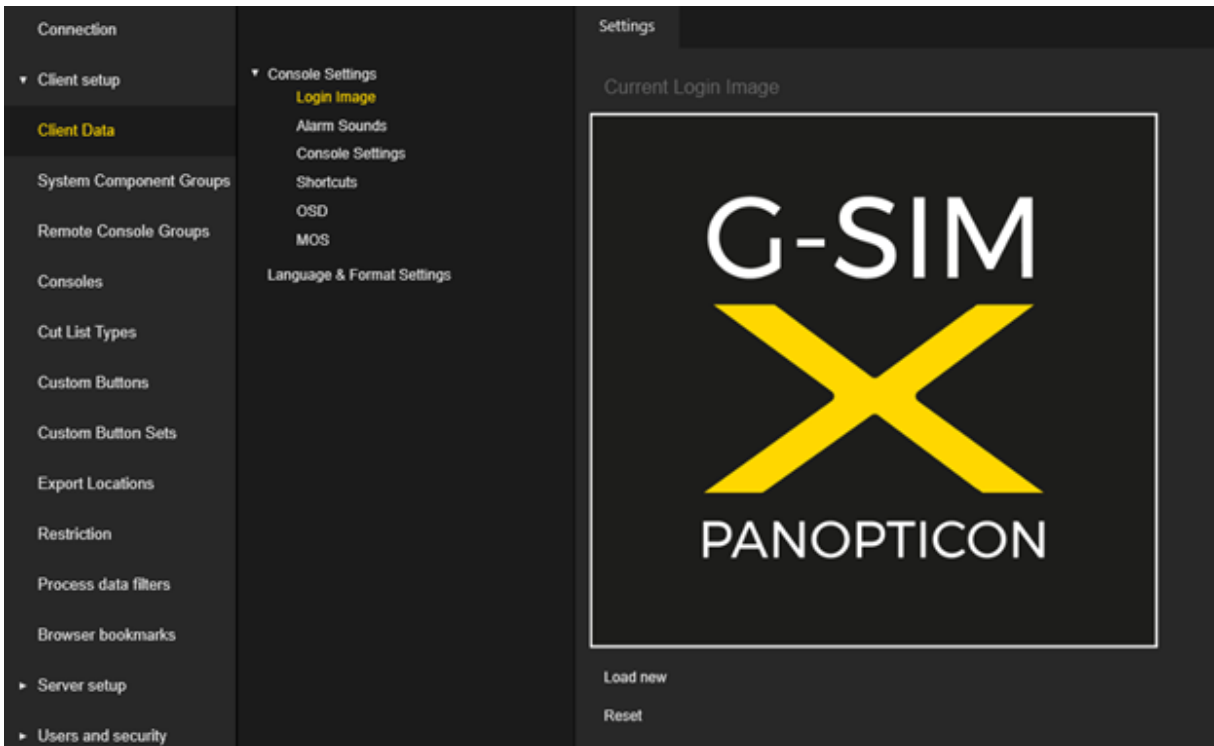 Connection
Client setup
Client Data
System Component Groups
Remote Console Groups
Consoles
Cut List Types
Custom Buttons
Custom Button Sets
Export Locations
Restriction
Process data filters
Browser bookmarks
Server setup
Users and security
Console Settings
Login Image
Alarm Sounds
Console Settings
Shortcuts
OSD
MOS
Language & Format Settings
Settings
Current Login Image
G-SIM
X
PANOPTICON
Load new
Reset